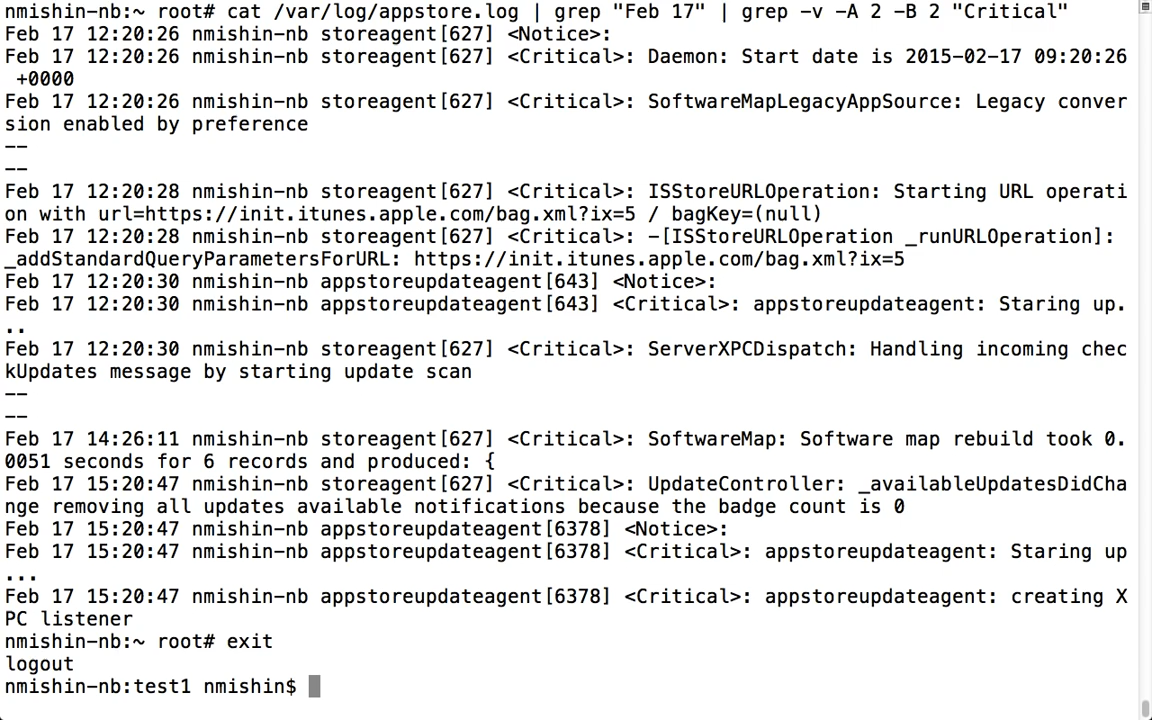 nmishin-nb:~ root# cat /var/log/appstore.log | grep "Feb 17" | grep -v -A 2 -B 2 "Critical"
Feb 17 12:20:26 nmishin-nb storeagent[627] <Notice>:
Feb 17 12:20:26 nmishin-nb storeagent[627] <Critical>: Daemon: Start date is 2015-02-17 09:20:26
 +0000
Feb 17 12:20:26 nmishin-nb storeagent[627] <Critical>: SoftwareMapLegacyAppSource: Legacy conver
sion enabled by preference
--
--
Feb 17 12:20:28 nmishin-nb storeagent[627] <Critical>: ISStoreURLOperation: Starting URL operati
on with url=https://init.itunes.apple.com/bag.xml?ix=5 / bagKey=(null)
Feb 17 12:20:28 nmishin-nb storeagent[627] <Critical>: -[ISStoreURLOperation _runURLOperation]:
_addStandardQueryParametersForURL: https://init.itunes.apple.com/bag.xml?ix=5
Feb 17 12:20:30 nmishin-nb appstoreupdateagent[643] <Notice>:
Feb 17 12:20:30 nmishin-nb appstoreupdateagent[643] <Critical>: appstoreupdateagent: Staring up.
..
Feb 17 12:20:30 nmishin-nb storeagent[627] <Critical>: ServerXPCDispatch: Handling incoming chec
kUpdates message by starting update scan
--
--
Feb 17 14:26:11 nmishin-nb storeagent[627] <Critical>: SoftwareMap: Software map rebuild took 0.
0051 seconds for 6 records and produced: {
Feb 17 15:20:47 nmishin-nb storeagent[627] <Critical>: UpdateController: _availableUpdatesDidCha
nge removing all updates available notifications because the badge count is 0
Feb 17 15:20:47 nmishin-nb appstoreupdateagent[6378] <Notice>:
Feb 17 15:20:47 nmishin-nb appstoreupdateagent[6378] <Critical>: appstoreupdateagent: Staring up
...
Feb 17 15:20:47 nmishin-nb appstoreupdateagent[6378] <Critical>: appstoreupdateagent: creating X
PC listener
nmishin-nb:~ root# exit
logout
nmishin-nb:test1 nmishin$